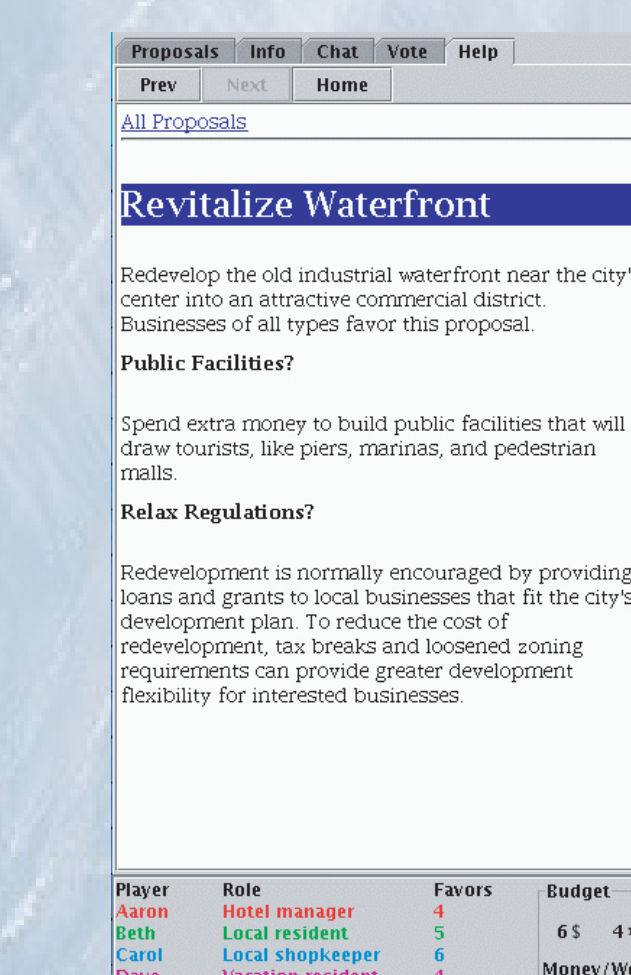 Proposals Info Chat Vote Help
Prev Next Home
All Proposals
Revitalize Waterfront
Redevelop the old industrial waterfront near the city'
center into an attractive commercial district.
Businesses of all types favor this proposal.
Public Facilities?
Spend extra money to build public facilities that will
draw tourists, like piers, marinas, and pedestrian
malls.
Relax Regulations?
Redevelopment is normally encouraged by providing
loans and grants to local businesses that fit the city's
development plan. To reduce the cost of
redevelopment, tax breaks and loosened zoning
requirements can provide greater development
flexibility for interested businesses.
Player Role Favors Budget
Aaron Hotel manager 4
Beth Local resident 5 6 $ 4
Carol Local shopkeeper 6
Dave Vacation resident 4 Money/Wo